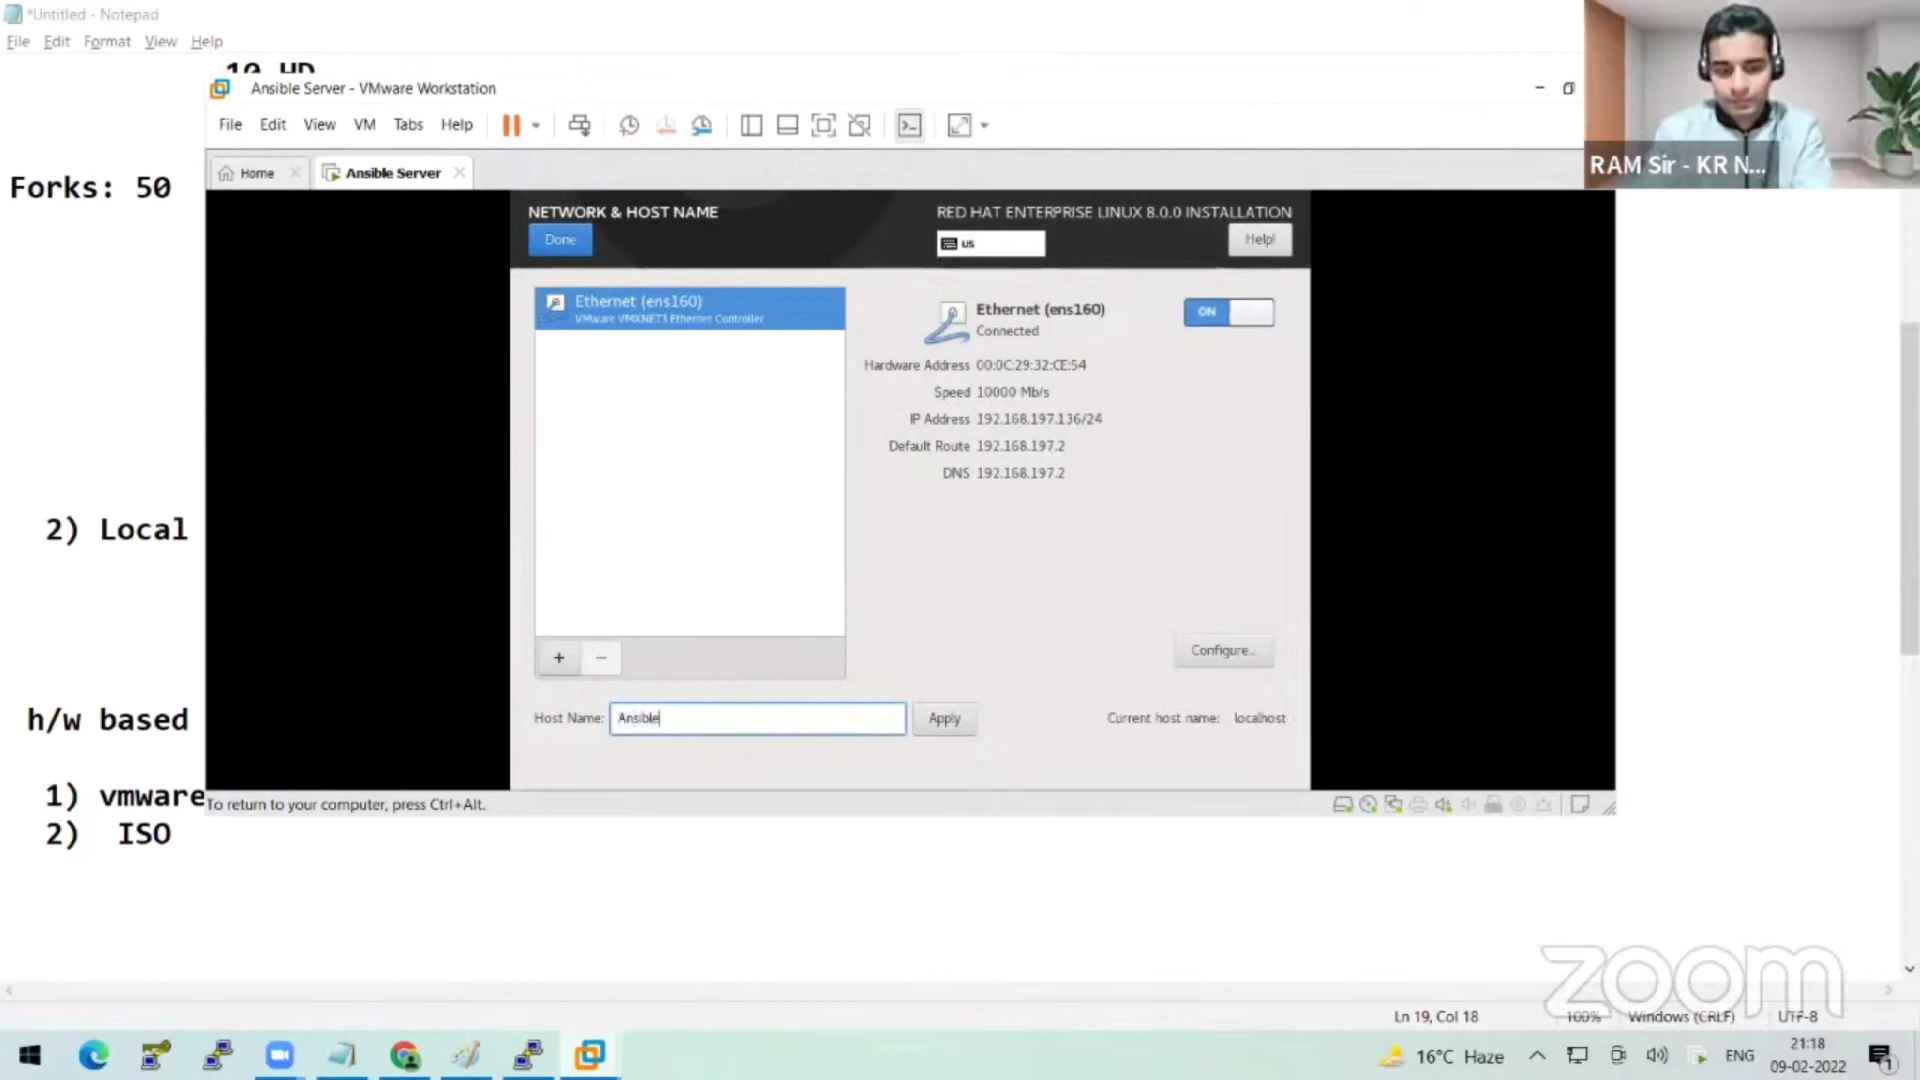 *Untitled - Notepad
File Edit Format View Help
10 HD
Ansible Server - VMware Workstation
File Edit View VM Tabs Help
Home Ansible Server
RAM Sir - KR N...
Forks: 50
NETWORK & HOST NAME
RED HAT ENTERPRISE LINUX 8.0.0 INSTALLATION
Done
us
Help!
Ethernet (ens160)
VMware VMXNET3 Ethernet Controller
Ethernet (ens160)
Connected
ON
Hardware Address 00:0C:29:32:CE:54
Speed 10000 Mb/s
IP Address 192.168.197.136/24
Default Route 192.168.197.2
DNS 192.168.197.2
2) Local
+ −
Configure...
Host Name: Ansible
Apply
Current host name: localhost
h/w based
1) vmware
To return to your computer, press Ctrl+Alt.
2) ISO
zoom
Ln 19, Col 18 100% Windows (CRLF) UTF-8
16°C Haze
ENG
21:18
09-02-2022
1